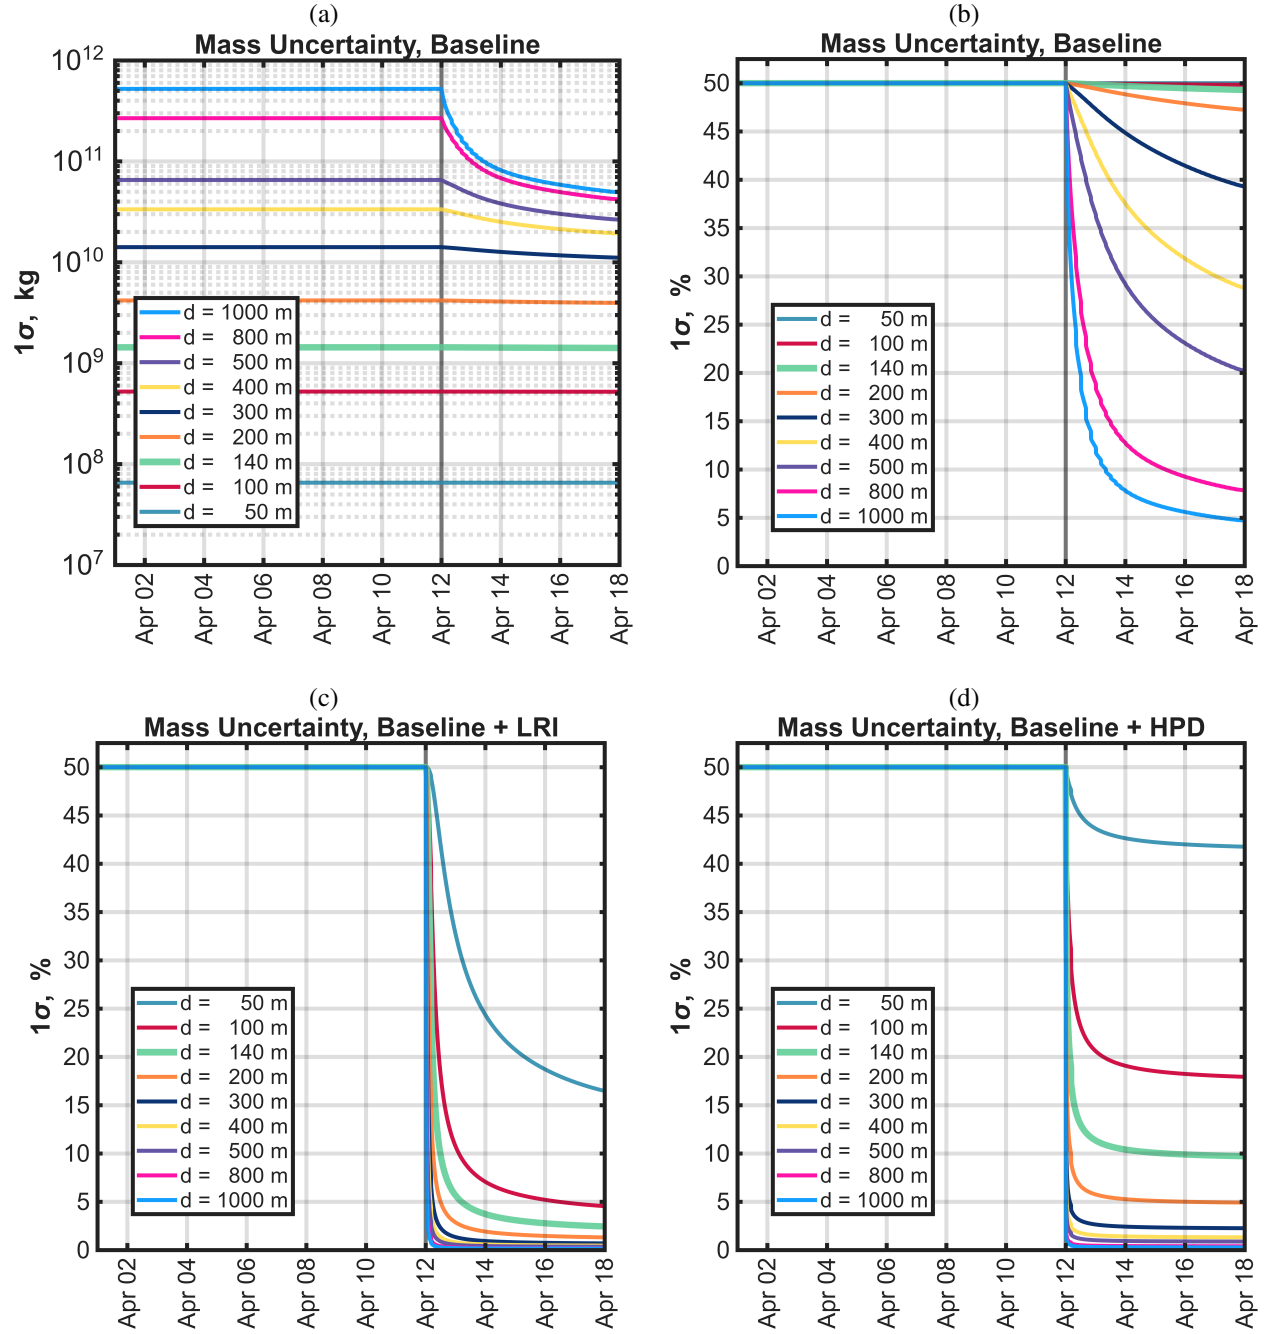 (a)
Mass Uncertainty, Baseline
10^12
10^11
10^10
10^9
10^8
10^7
1σ, kg
d = 1000 m
d = 800 m
d = 500 m
d = 400 m
d = 300 m
d = 200 m
d = 140 m
d = 100 m
d = 50 m
Apr 02
Apr 04
Apr 06
Apr 08
Apr 10
Apr 12
Apr 14
Apr 16
Apr 18
(b)
Mass Uncertainty, Baseline
50
45
40
35
30
25
20
15
10
5
0
1σ, %
d = 50 m
d = 100 m
d = 140 m
d = 200 m
d = 300 m
d = 400 m
d = 500 m
d = 800 m
d = 1000 m
Apr 02
Apr 04
Apr 06
Apr 08
Apr 10
Apr 12
Apr 14
Apr 16
Apr 18
(c)
Mass Uncertainty, Baseline + LRI
50
45
40
35
30
25
20
15
10
5
0
1σ, %
d = 50 m
d = 100 m
d = 140 m
d = 200 m
d = 300 m
d = 400 m
d = 500 m
d = 800 m
d = 1000 m
Apr 02
Apr 04
Apr 06
Apr 08
Apr 10
Apr 12
Apr 14
Apr 16
Apr 18
(d)
Mass Uncertainty, Baseline + HPD
50
45
40
35
30
25
20
15
10
5
0
1σ, %
d = 50 m
d = 100 m
d = 140 m
d = 200 m
d = 300 m
d = 400 m
d = 500 m
d = 800 m
d = 1000 m
Apr 02
Apr 04
Apr 06
Apr 08
Apr 10
Apr 12
Apr 14
Apr 16
Apr 18